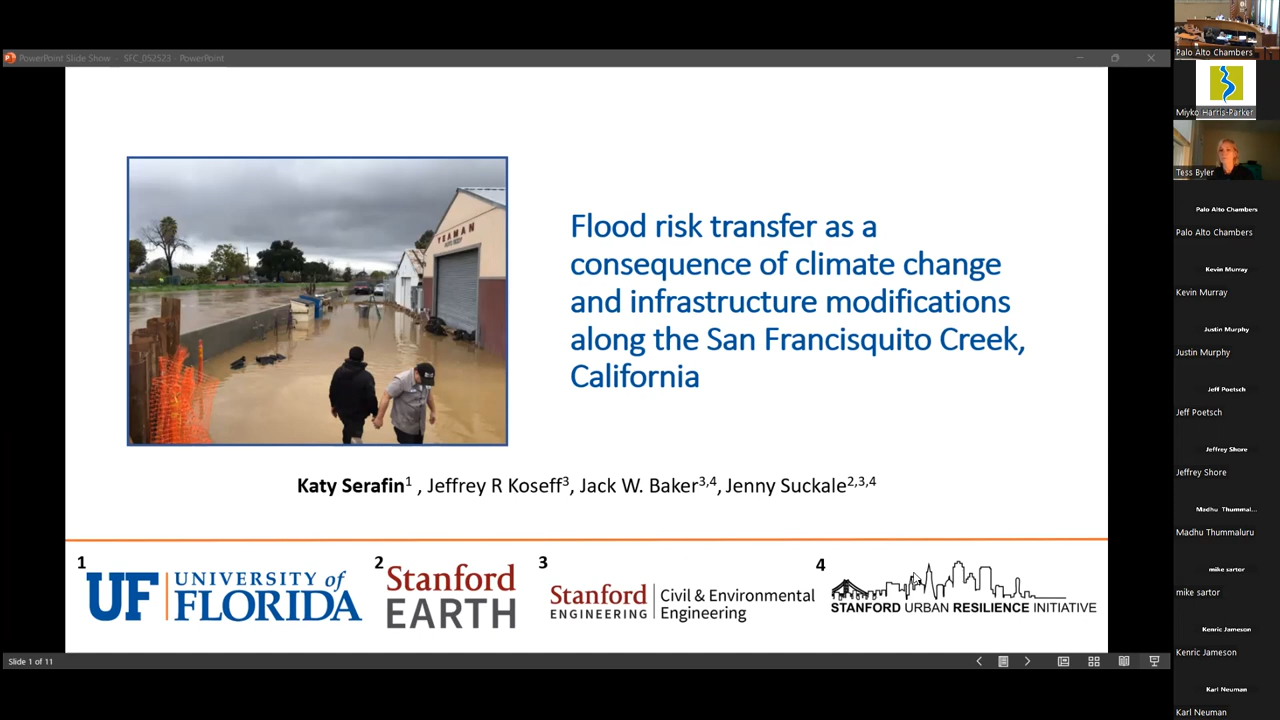 PowerPoint Slide Show - SFC_052523 - PowerPoint
YEAMAN
Flood risk transfer as a
consequence of climate change
and infrastructure modifications
along the San Francisquito Creek,
California
Katy Serafin1 , Jeffrey R Koseff3, Jack W. Baker3,4, Jenny Suckale2,3,4
1
UF UNIVERSITY of
FLORIDA
2
Stanford
EARTH
3
Stanford
ENGINEERING
Civil & Environmental
Engineering
4
STANFORD URBAN RESILIENCE INITIATIVE
Slide 1 of 11
Palo Alto Chambers
Miyko Harris-Parker
Tess Byler
Palo Alto Chambers
Palo Alto Chambers
Kevin Murray
Kevin Murray
Justin Murphy
Justin Murphy
Jeff Poetsch
Jeff Poetsch
Jeffrey Shore
Jeffrey Shore
Madhu Thummal...
Madhu Thummaluru
mike sartor
mike sartor
Kenric Jameson
Kenric Jameson
Karl Neuman
Karl Neuman